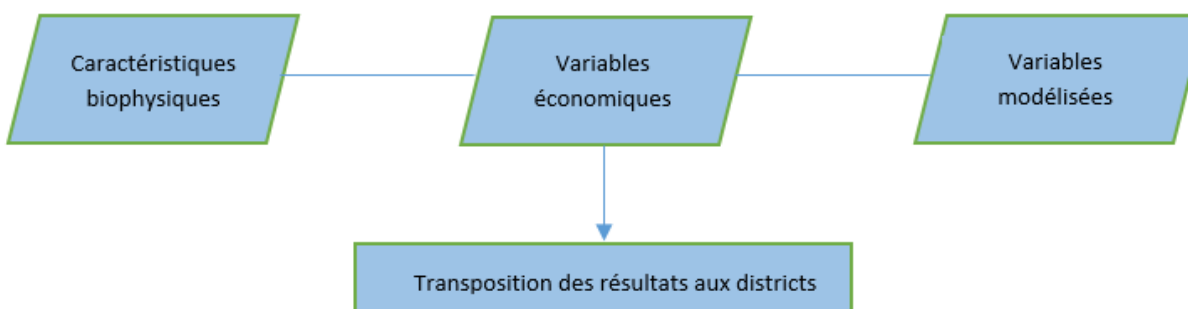 Caractéristiques
biophysiques
Variables
économiques
Variables
modélisées
Transposition des résultats aux districts